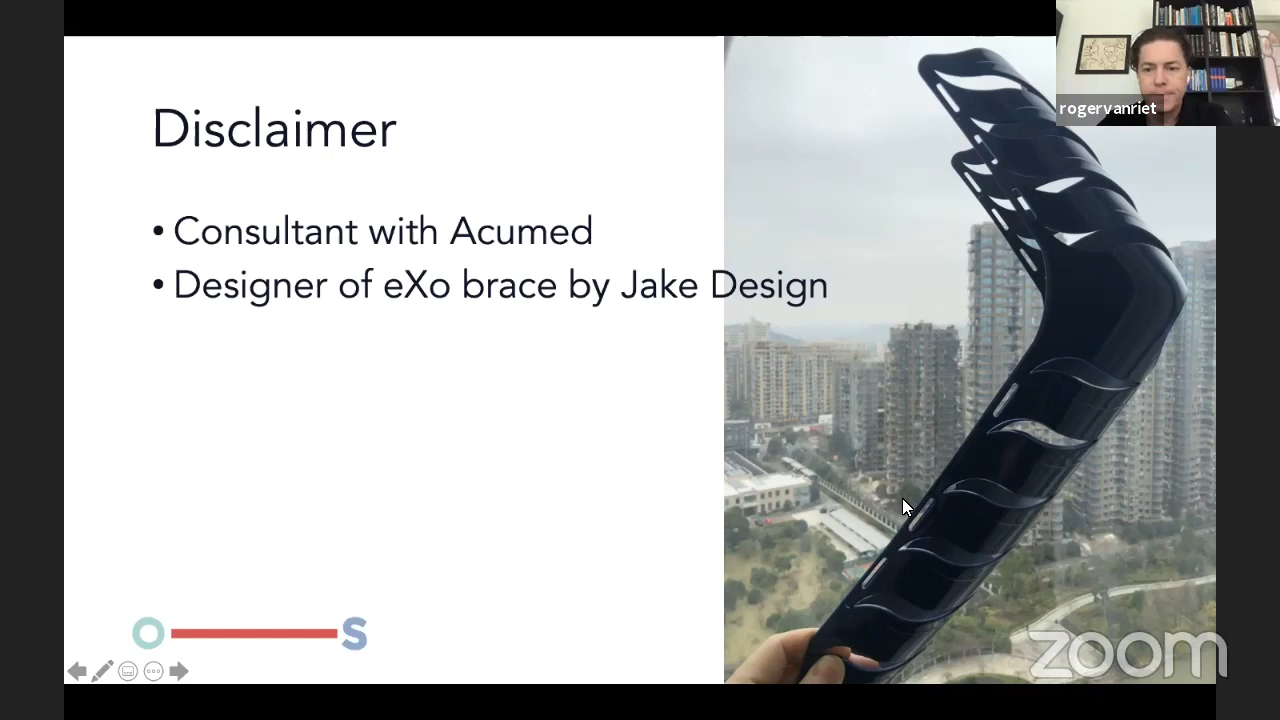 Disclaimer
• Consultant with Acumed
• Designer of eXo brace by Jake Design
rogervanriet
O S
zoom